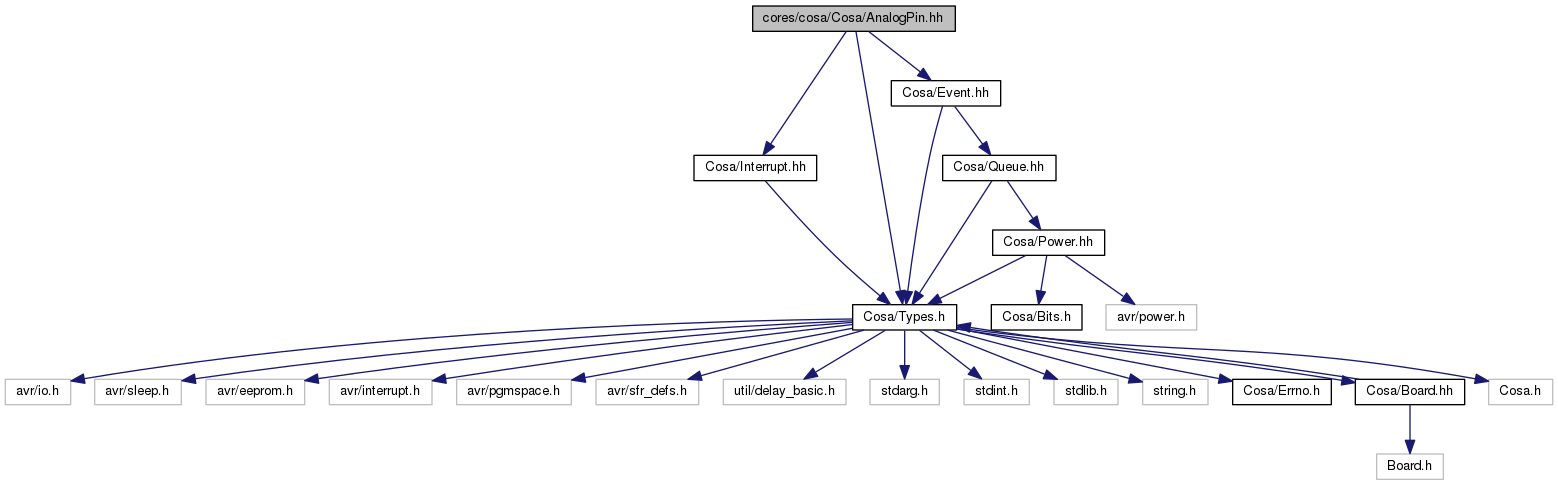 cores/cosa/Cosa/AnalogPin.hh
Cosa/Event.hh
Cosa/Interrupt.hh
Cosa/Queue.hh
Cosa/Power.hh
Cosa/Types.h
Cosa/Bits.h
avr/power.h
avr/io.h
avr/sleep.h
avr/eeprom.h
avr/interrupt.h
avr/pgmspace.h
avr/sfr_defs.h
util/delay_basic.h
stdarg.h
stdint.h
stdlib.h
string.h
Cosa/Errno.h
Cosa/Board.hh
Cosa.h
Board.h